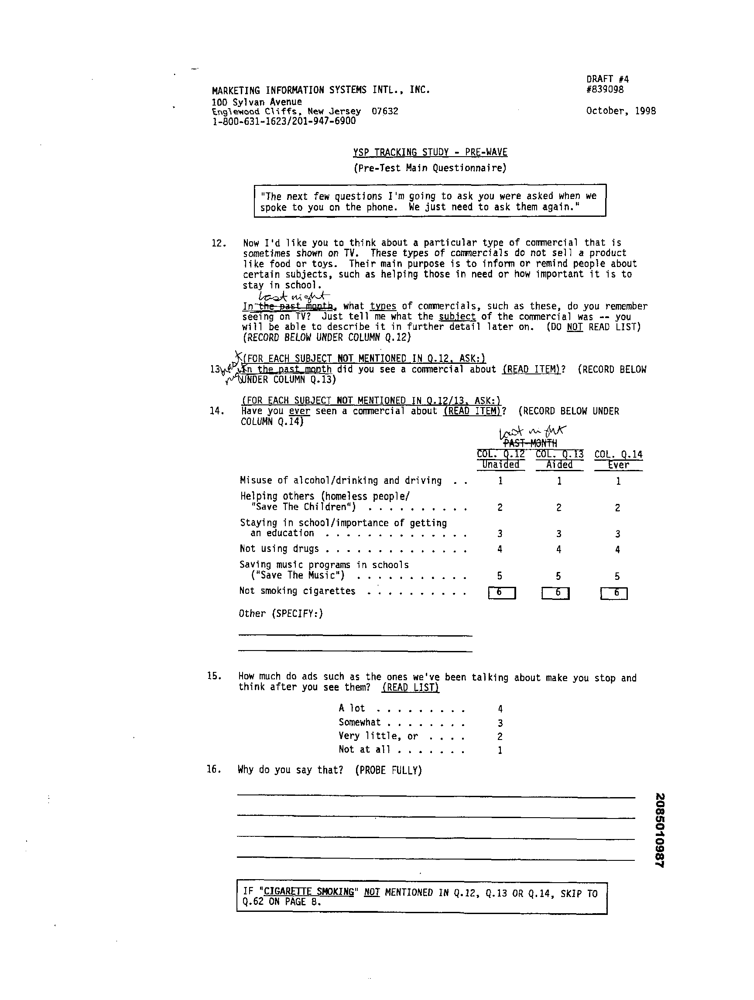 DRAFT #4
MARKETING INFORMATION SYSTEMS INTL., INC. #839098
100 Sylvan Avenue
Englewood Cliffs, New Jersey 07632 October, 1998
1-800-631-1623/201-947-6900
YSP TRACKING STUDY - PRE-WAVE
(Pre-Test Main Questionnaire)
"The next few questions I'm going to ask you were asked when we
spoke to you on the phone. We just need to ask them again."
12. Now I'd like you to think about a particular type of commercial that is
sometimes shown on TV. These types of commercials do not sell a product
like food or toys. Their main purpose is to inform or remind people about
certain subjects, such as helping those in need or how important it is to
stay in school.
last night
In the past month, what types of commercials, such as these, do you remember
seeing on TV? Just tell me what the subject of the commercial was -- you
will be able to describe it in further detail later on. (DO NOT READ LIST)
(RECORD BELOW UNDER COLUMN Q.12)
(FOR EACH SUBJECT NOT MENTIONED IN Q.12, ASK:)
13. In the past month did you see a commercial about (READ ITEM)? (RECORD BELOW
UNDER COLUMN Q.13)
(FOR EACH SUBJECT NOT MENTIONED IN Q.12/13, ASK:)
14. Have you ever seen a commercial about (READ ITEM)? (RECORD BELOW UNDER
COLUMN Q.14)
last night
PAST MONTH
COL. Q.12 COL. Q.13 COL. Q.14
Unaided Aided Ever
Misuse of alcohol/drinking and driving . . 1 1 1
Helping others (homeless people/
"Save The Children") . . . . . . . . . . 2 2 2
Staying in school/importance of getting
an education . . . . . . . . . . . . . . 3 3 3
Not using drugs . . . . . . . . . . . . . . 4 4 4
Saving music programs in schools
("Save The Music") . . . . . . . . . . . 5 5 5
Not smoking cigarettes . . . . . . . . . . 6 6 6
Other (SPECIFY:)
15. How much do ads such as the ones we've been talking about make you stop and
think after you see them? (READ LIST)
A lot . . . . . . . . . 4
Somewhat . . . . . . . . 3
Very little, or . . . . 2
Not at all . . . . . . . 1
16. Why do you say that? (PROBE FULLY)
2085010987
IF "CIGARETTE SMOKING" NOT MENTIONED IN Q.12, Q.13 OR Q.14, SKIP TO
Q.62 ON PAGE 8.